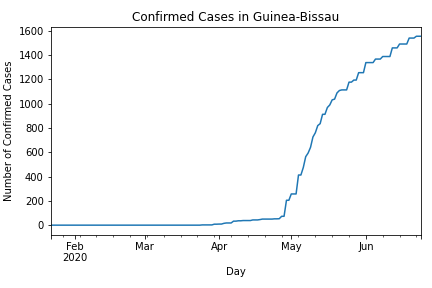 Confirmed Cases in Guinea-Bissau
Number of Confirmed Cases
1600
1400
1200
1000
800
600
400
200
0
Feb Mar Apr May Jun
2020
Day